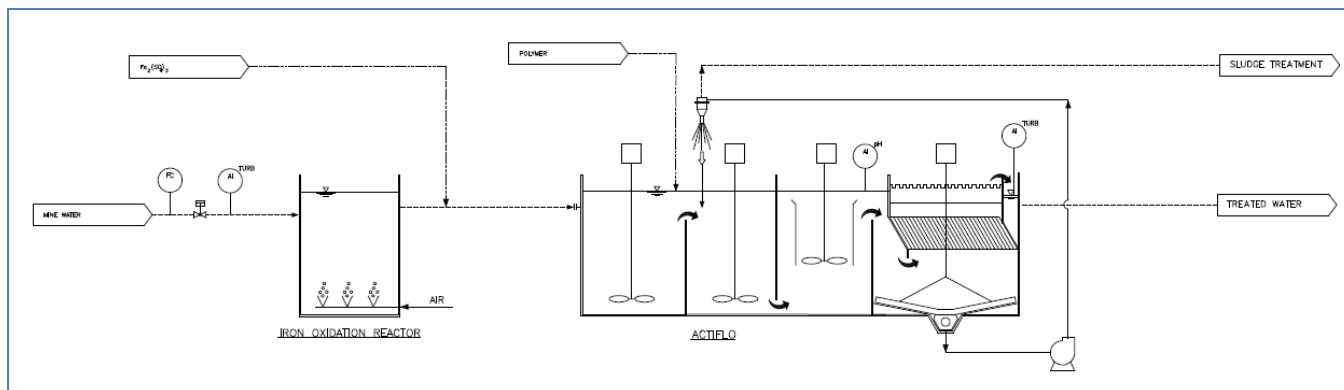 Fe2(SO4)3
POLYMER
SLUDGE TREATMENT
TURB
AI
pH
AI
FC
TURB
AI
MINE WATER
TREATED WATER
AIR
IRON OXIDATION REACTOR
ACTIFLO